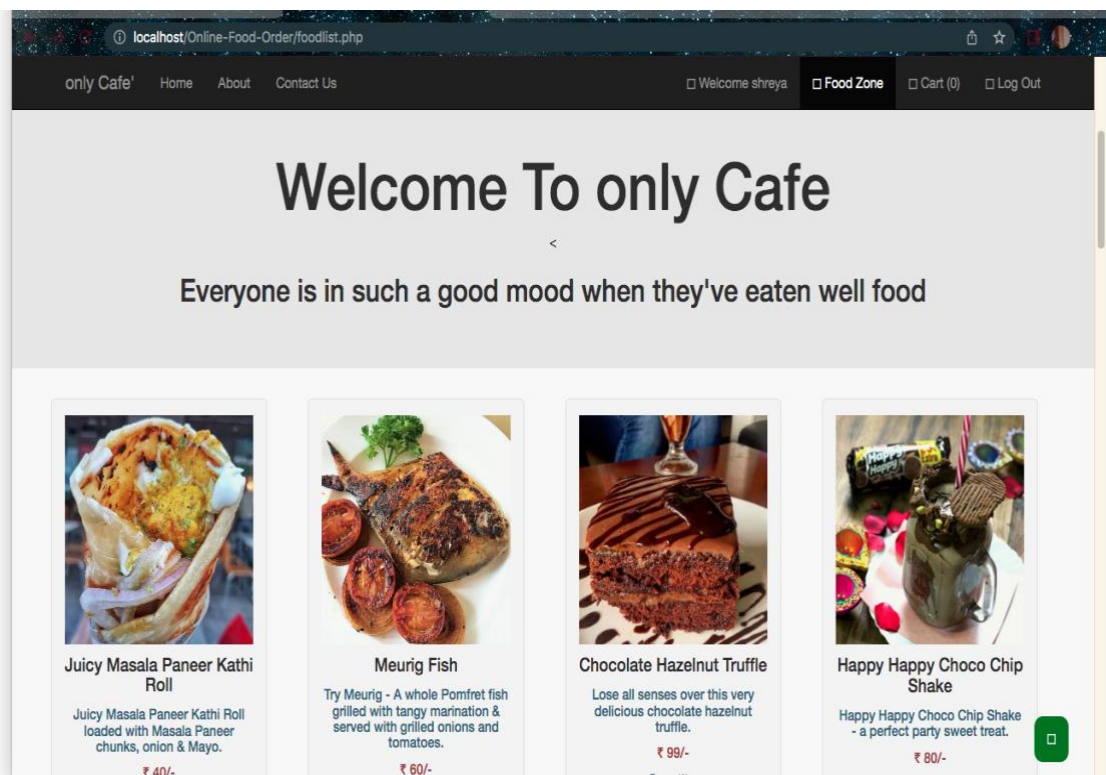 localhost/Online-Food-Order/foodlist.php
only Cafe' Home About Contact Us Welcome shreya Food Zone Cart (0) Log Out
Welcome To only Cafe
<
Everyone is in such a good mood when they've eaten well food
Happy
Happy
Juicy Masala Paneer Kathi
Roll
Juicy Masala Paneer Kathi Roll
loaded with Masala Paneer
chunks, onion & Mayo.
₹ 40/-
Meurig Fish
Try Meurig - A whole Pomfret fish
grilled with tangy marination &
served with grilled onions and
tomatoes.
₹ 60/-
Chocolate Hazelnut Truffle
Lose all senses over this very
delicious chocolate hazelnut
truffle.
₹ 99/-
Happy Happy Choco Chip
Shake
Happy Happy Choco Chip Shake
- a perfect party sweet treat.
₹ 80/-